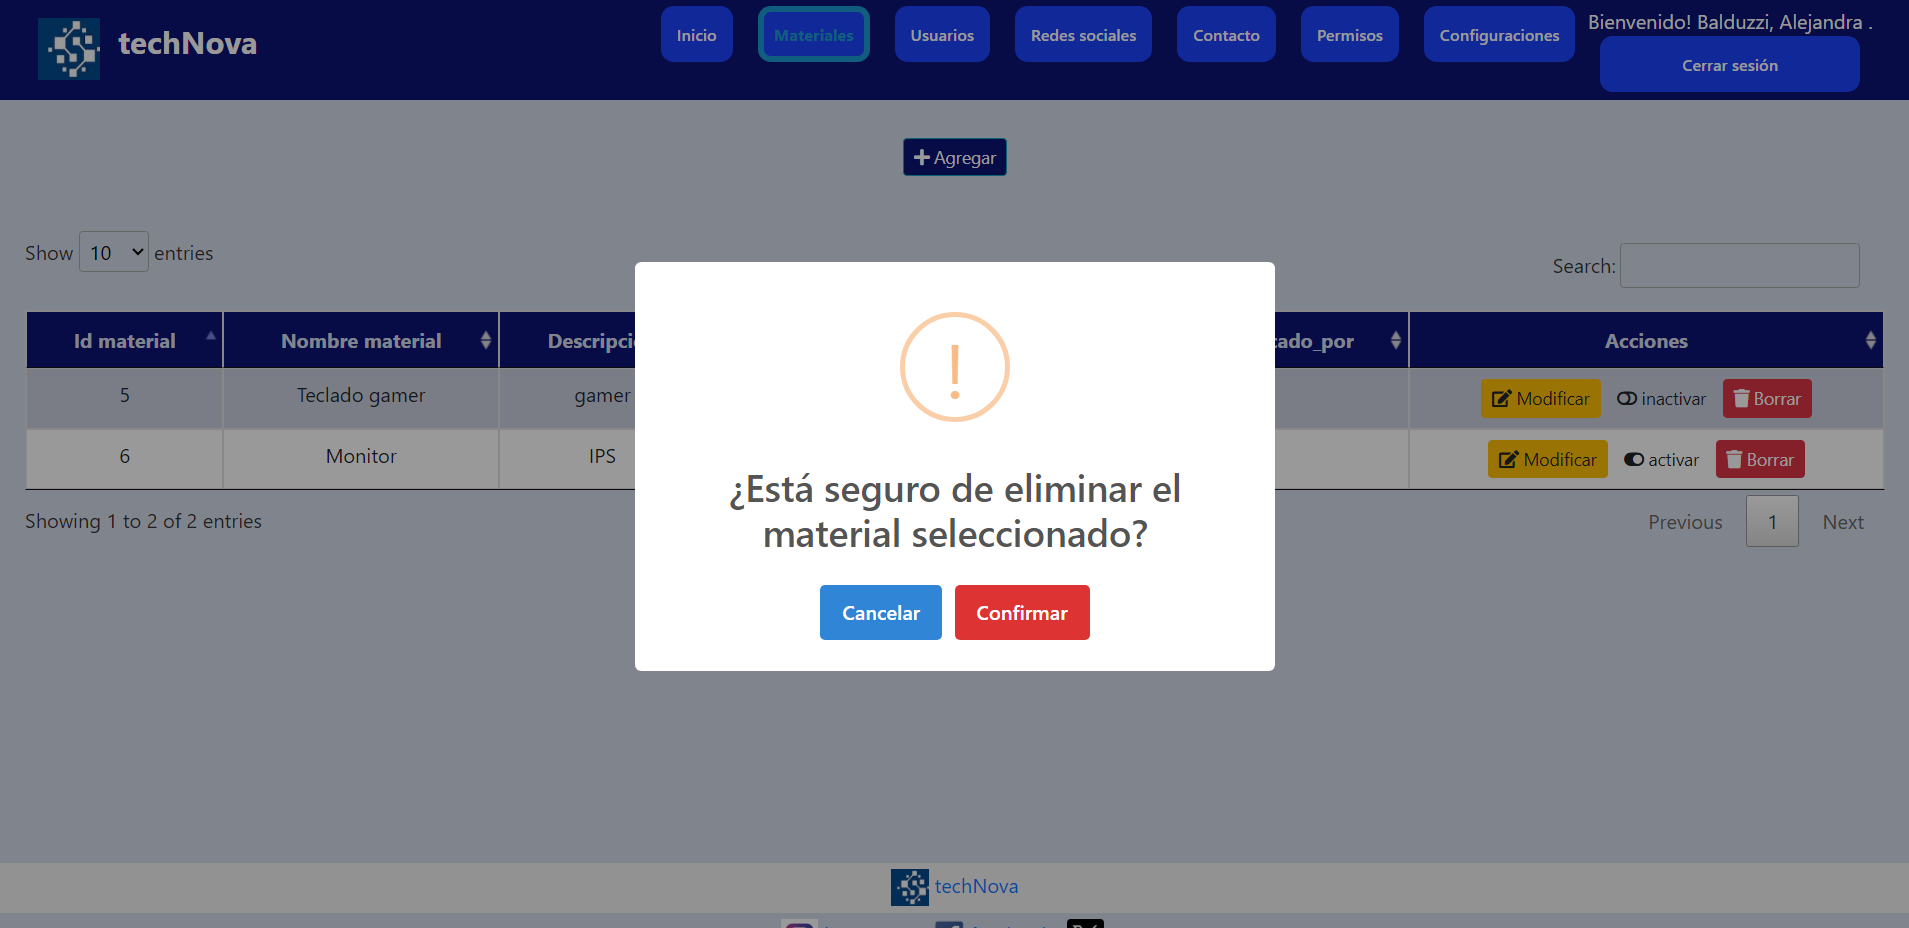 techNova
Inicio
Materiales
Usuarios
Redes sociales
Contacto
Permisos
Configuraciones
Bienvenido! Balduzzi, Alejandra .
Cerrar sesión
Agregar
Show 10 entries
Search:
Id material
Nombre material
Descripci
ado_por
Acciones
5
Teclado gamer
gamer
Modificar
inactivar
Borrar
6
Monitor
IPS
Modificar
activar
Borrar
Showing 1 to 2 of 2 entries
Previous
1
Next
!
¿Está seguro de eliminar el
material seleccionado?
Cancelar
Confirmar
techNova